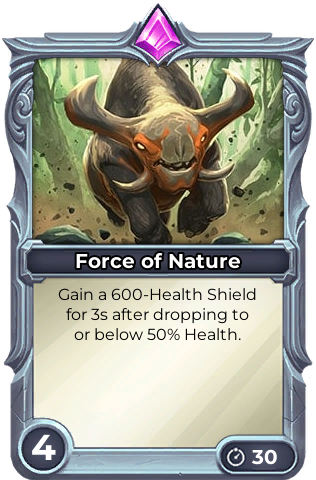 Force of Nature
Gain a 600-Health Shield
for 3s after dropping to
or below 50% Health.
4
30